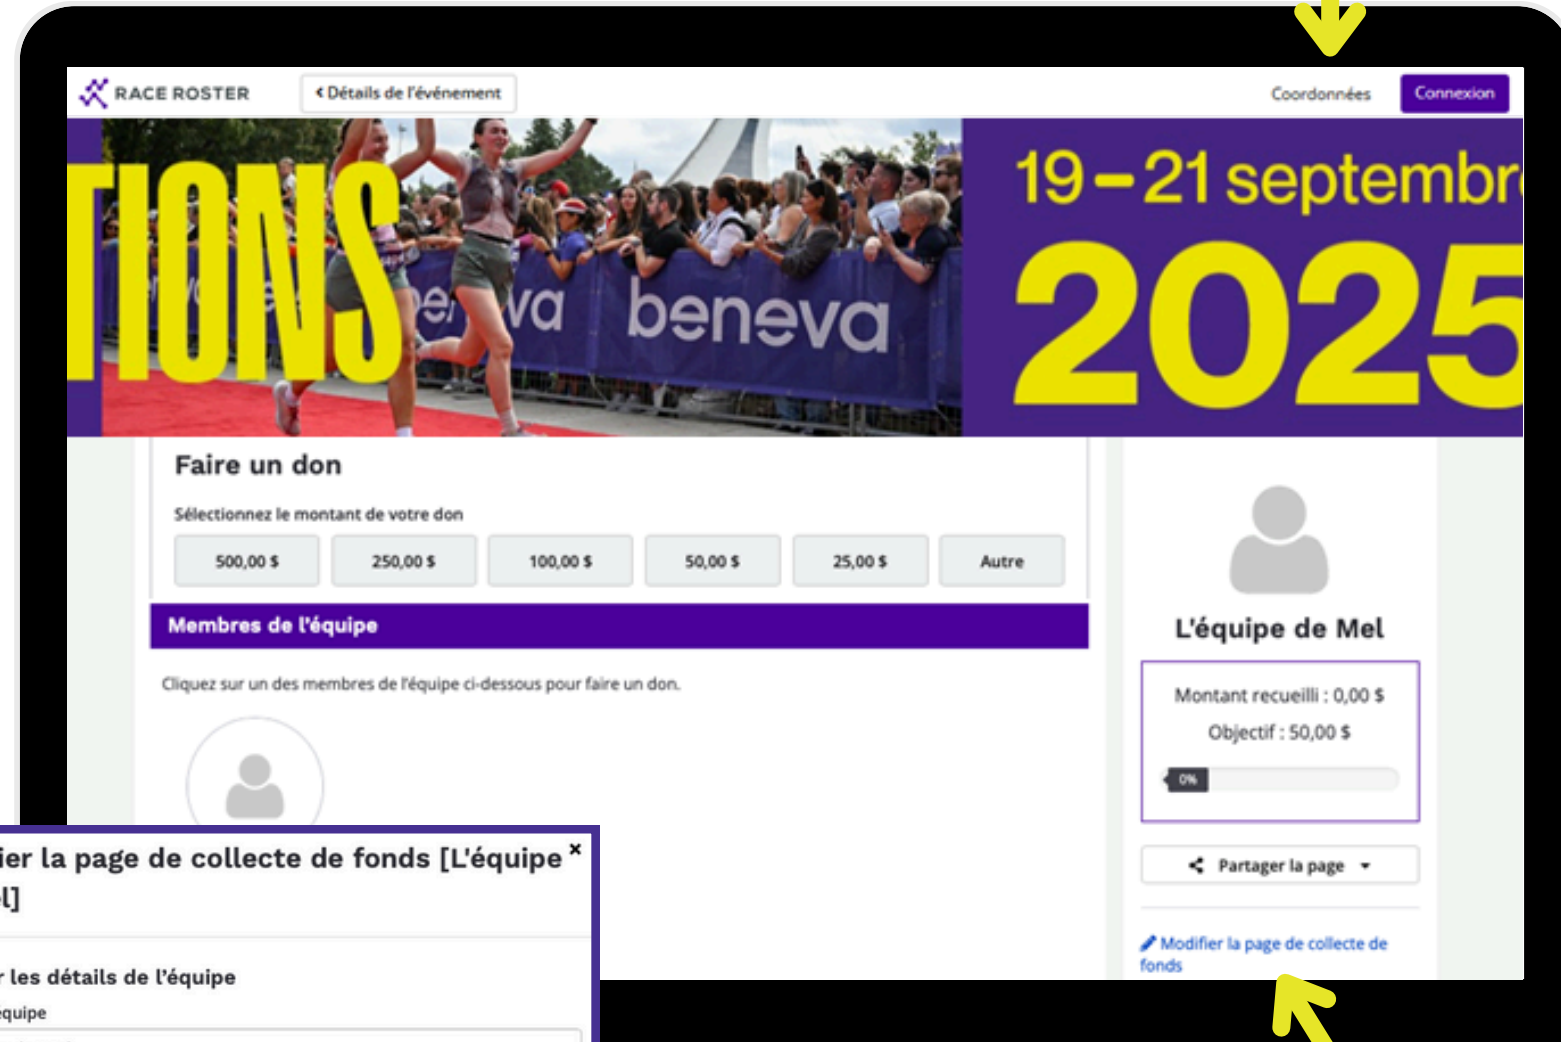 RACE ROSTER
Détails de l'événement
Coordonnées
Connexion
TIONS
beneva
19 – 21 septembr
2025
Faire un don
Sélectionnez le montant de votre don
500,00 $
250,00 $
100,00 $
50,00 $
25,00 $
Autre
Membres de l'équipe
Cliquez sur un des membres de l'équipe ci-dessous pour faire un don.
L'équipe de Mel
Montant recueilli : 0,00 $
Objectif : 50,00 $
0%
Partager la page
Modifier la page de collecte de
fonds
ier la page de collecte de fonds [L'équipe
el]
r les détails de l'équipe
équipe